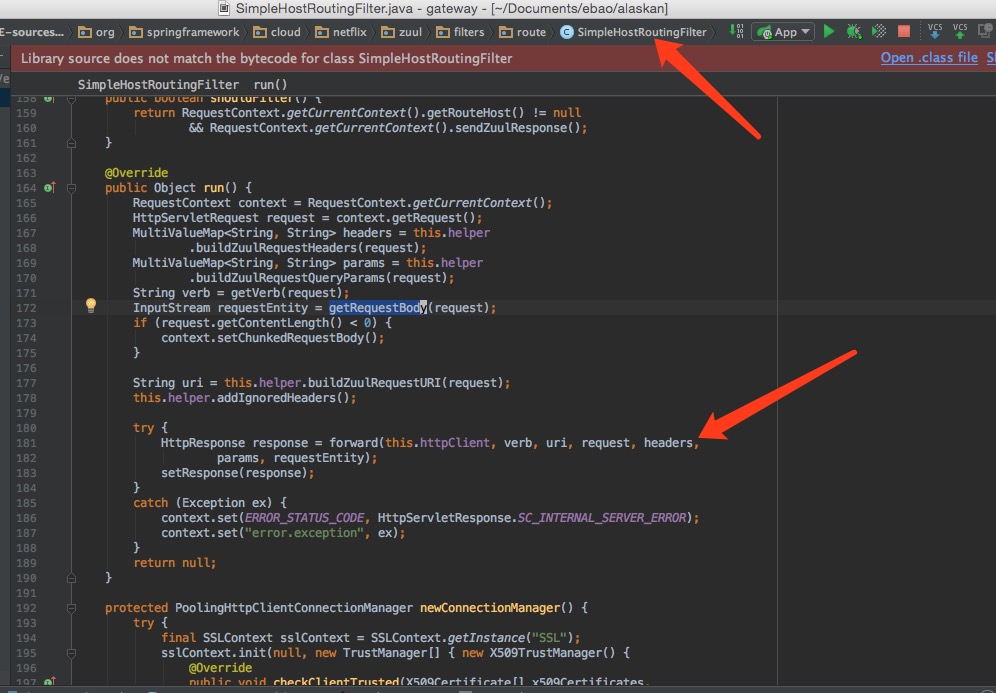 SimpleHostRoutingFilter.java - gateway - [~/Documents/ebao/alaskan]
E-sources... org springframework cloud netflix zuul filters route SimpleHostRoutingFilter App VCS VCS
Library source does not match the bytecode for class SimpleHostRoutingFilter Open .class file
SimpleHostRoutingFilter run()
158 public boolean shouldFilter() {
159 return RequestContext.getCurrentContext().getRouteHost() != null
160 && RequestContext.getCurrentContext().sendZuulResponse();
161 }
162
163 @Override
164 public Object run() {
165 RequestContext context = RequestContext.getCurrentContext();
166 HttpServletRequest request = context.getRequest();
167 MultiValueMap<String, String> headers = this.helper
168 .buildZuulRequestHeaders(request);
169 MultiValueMap<String, String> params = this.helper
170 .buildZuulRequestQueryParams(request);
171 String verb = getVerb(request);
172 InputStream requestEntity = getRequestBody(request);
173 if (request.getContentLength() < 0) {
174 context.setChunkedRequestBody();
175 }
176
177 String uri = this.helper.buildZuulRequestURI(request);
178 this.helper.addIgnoredHeaders();
179
180 try {
181 HttpResponse response = forward(this.httpClient, verb, uri, request, headers,
182 params, requestEntity);
183 setResponse(response);
184 }
185 catch (Exception ex) {
186 context.set(ERROR_STATUS_CODE, HttpServletResponse.SC_INTERNAL_SERVER_ERROR);
187 context.set("error.exception", ex);
188 }
189 return null;
190 }
191
192 protected PoolingHttpClientConnectionManager newConnectionManager() {
193 try {
194 final SSLContext sslContext = SSLContext.getInstance("SSL");
195 sslContext.init(null, new TrustManager[] { new X509TrustManager() {
196 @Override
197 public void checkClientTrusted(X509Certificate[] x509Certificates,